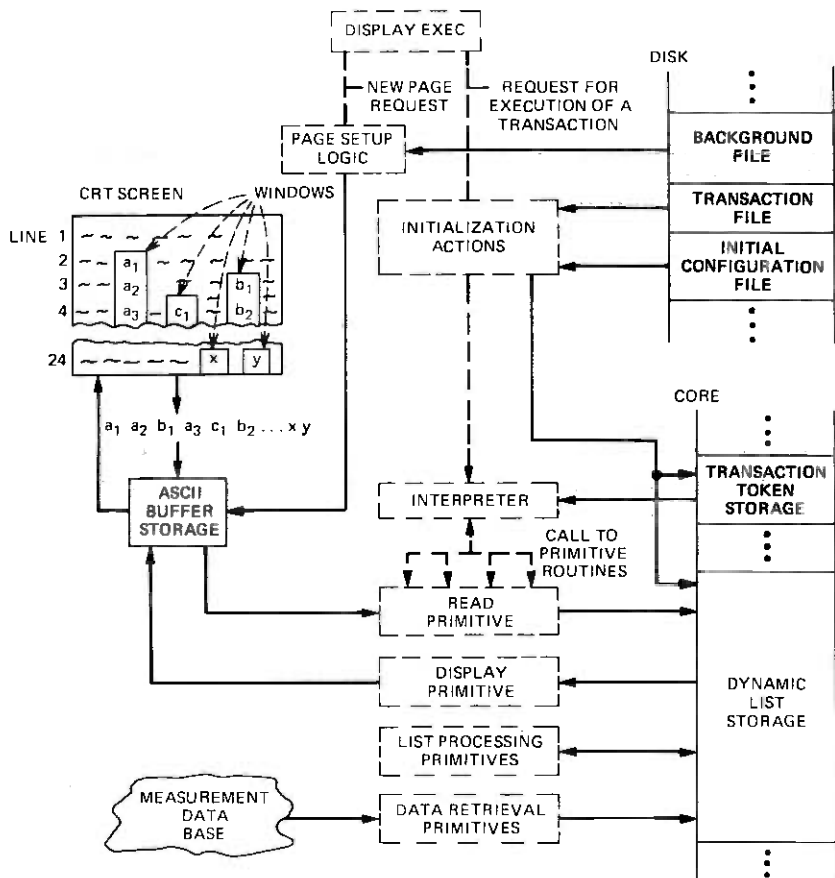 DISPLAY EXEC
DISK
NEW PAGE
REQUEST
REQUEST FOR
EXECUTION OF A
TRANSACTION
PAGE SETUP
LOGIC
BACKGROUND
FILE
CRT SCREEN
WINDOWS
TRANSACTION
FILE
INITIALIZATION
ACTIONS
INITIAL
CONFIGURATION
FILE
LINE 1
2 a₁
3 a₂ b₁
4 a₃ c₁ b₂
24 x y
CORE
a₁ a₂ b₁ a₃ c₁ b₂ ... x y
TRANSACTION
TOKEN
STORAGE
ASCII
BUFFER
STORAGE
INTERPRETER
CALL TO
PRIMITIVE
ROUTINES
READ
PRIMITIVE
DISPLAY
PRIMITIVE
DYNAMIC
LIST
STORAGE
LIST PROCESSING
PRIMITIVES
MEASUREMENT
DATA
BASE
DATA RETRIEVAL
PRIMITIVES